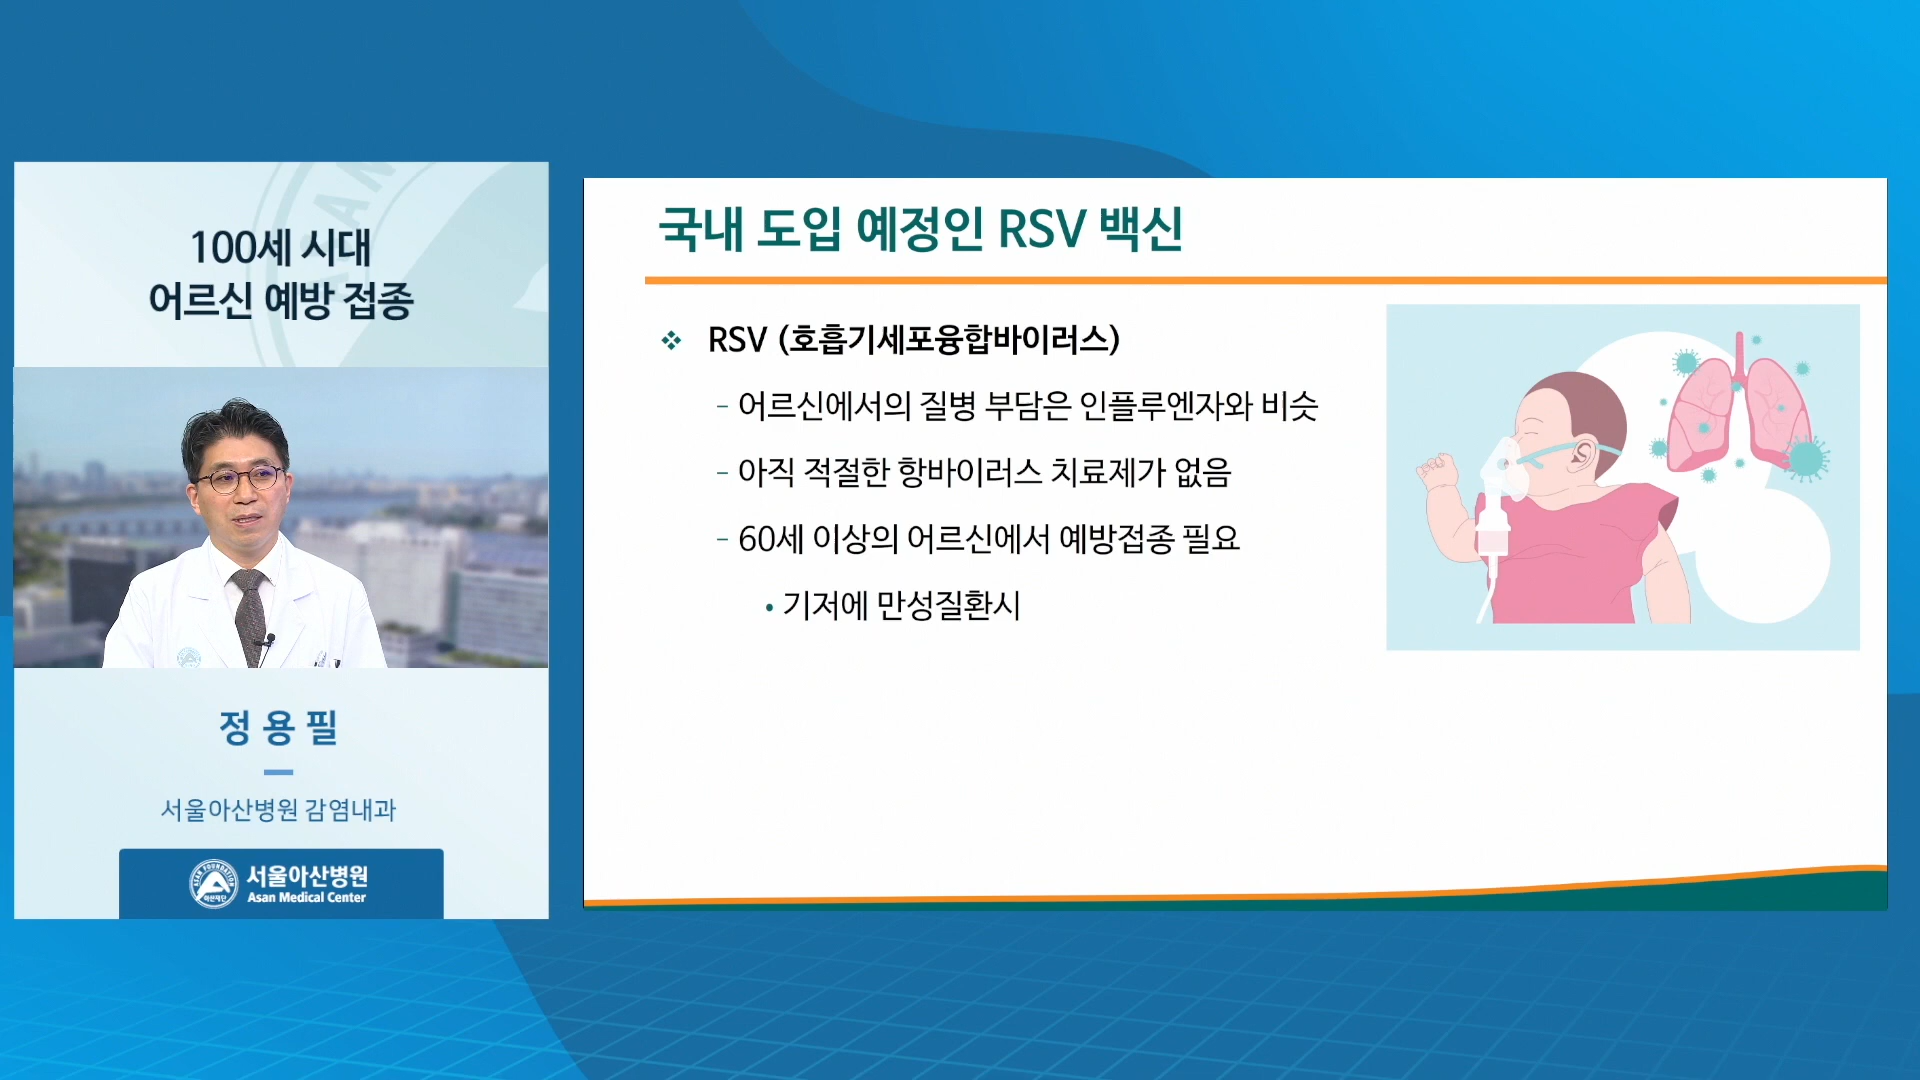 100세 시대
어르신 예방 접종
정 용 필
서울아산병원 감염내과
서울아산병원
Asan Medical Center
국내 도입 예정인 RSV 백신
❖ RSV (호흡기세포융합바이러스)
- 어르신에서의 질병 부담은 인플루엔자와 비슷
- 아직 적절한 항바이러스 치료제가 없음
- 60세 이상의 어르신에서 예방접종 필요
• 기저에 만성질환시